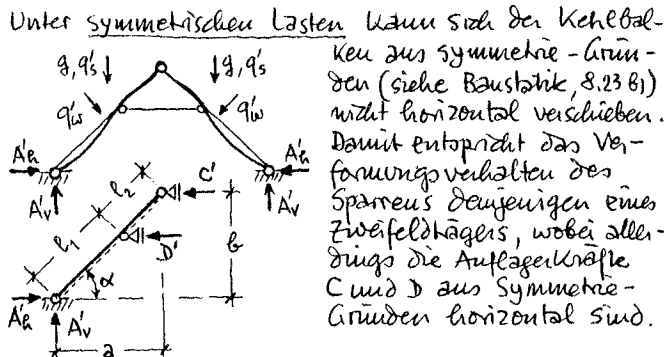 Unter symmetrischen Lasten kann sich der Kehlbal-
ken aus symmetrie-Grün-
den (siehe Baustatik, 8.23 B1)
nicht horizontal verschieben.
Damit entspricht das Ver-
formungsverhalten des
Sparrens demjenigen eines
Zweifeldträgers, wobei aller-
dings die Auflagerkräfte
C und D aus Symmetrie-
Gründen horizontal sind.
g, q's
g, q's
q'w
q'w
A'h
A'h
A'v
A'v
l2
C'
l1
D'
b
α
A'h
A'v
a